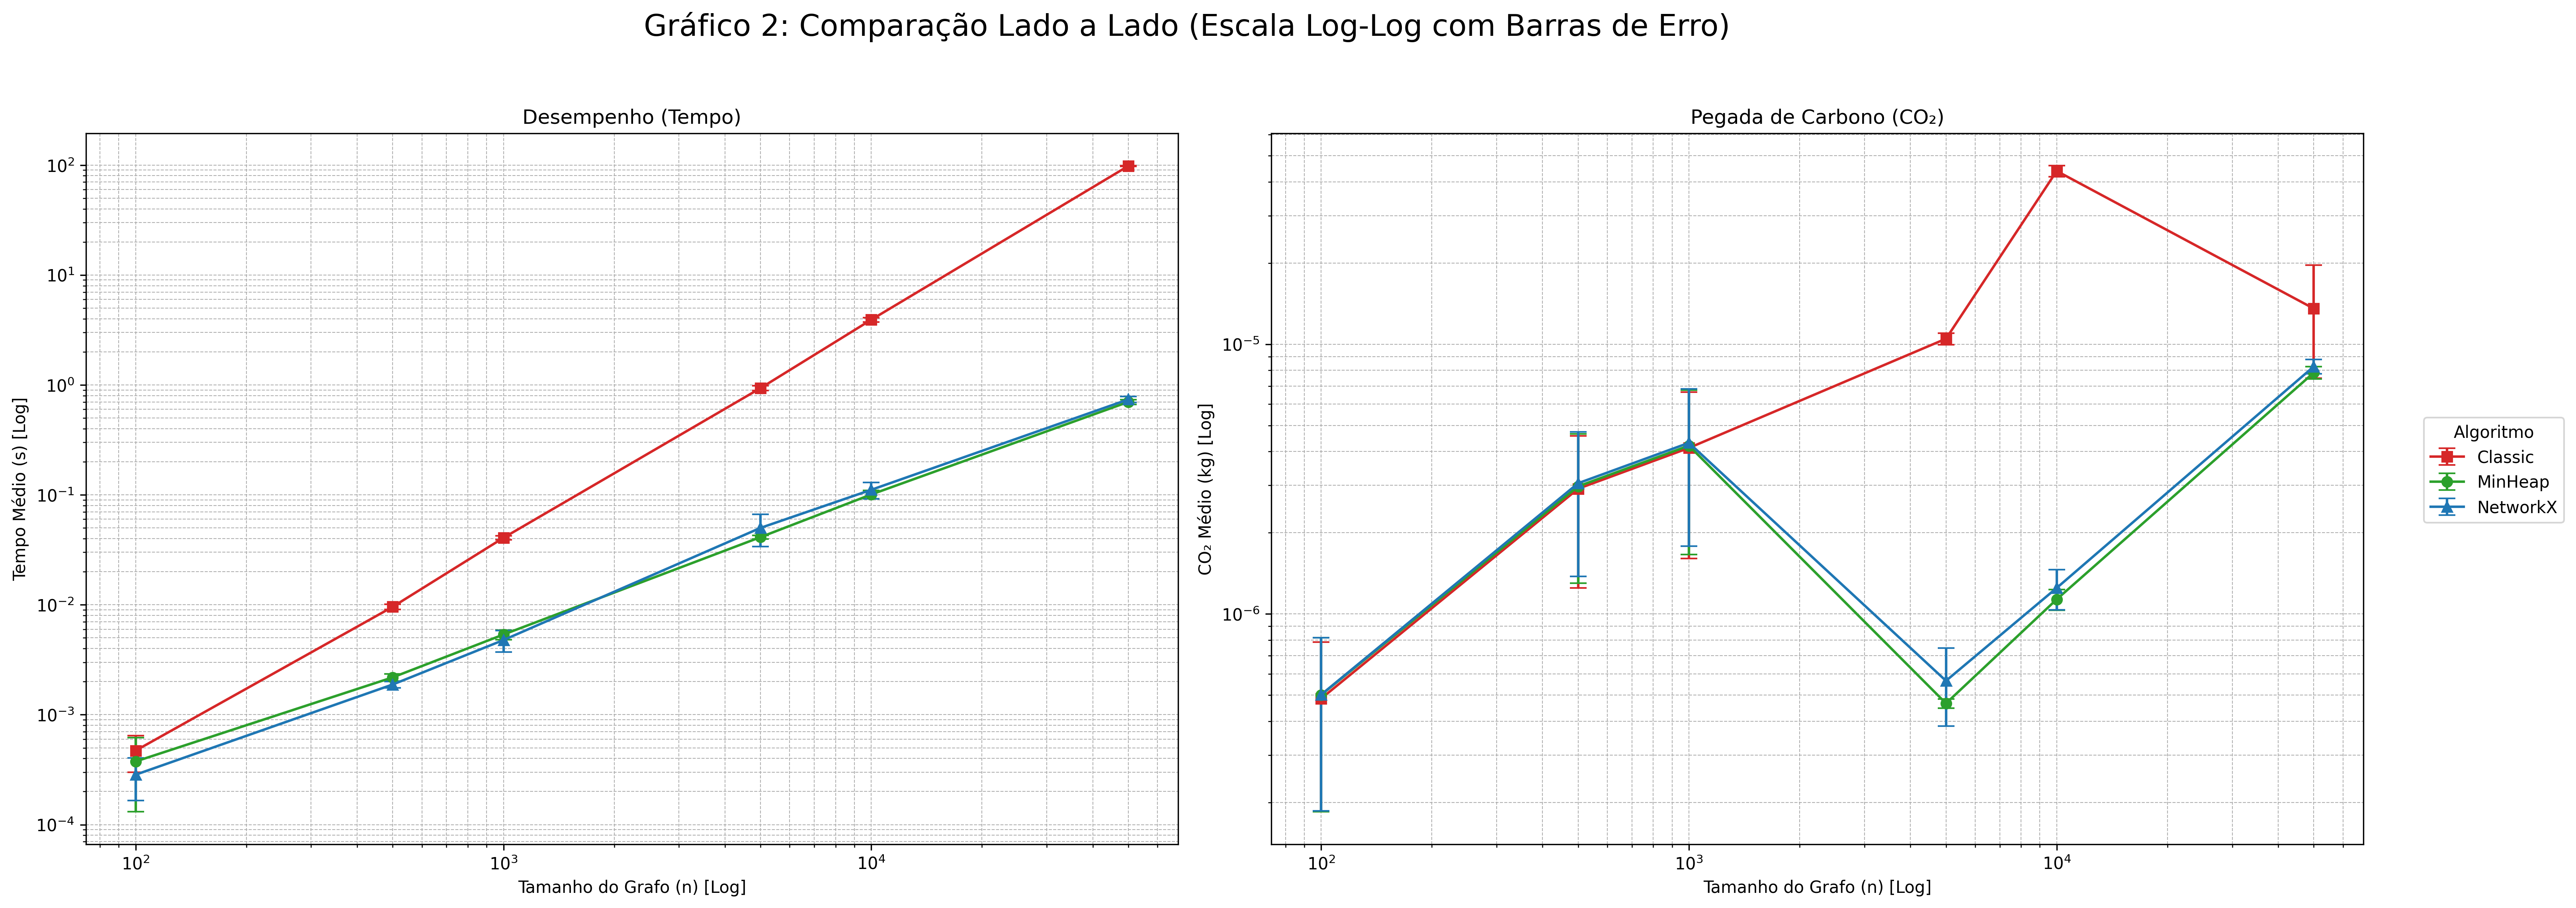 Gráfico 2: Comparação Lado a Lado (Escala Log-Log com Barras de Erro)
Desempenho (Tempo)
Tempo Médio (s) [Log]
10²
10¹
10⁰
10⁻¹
10⁻²
10⁻³
10⁻⁴
10²
10³
10⁴
Tamanho do Grafo (n) [Log]
Pegada de Carbono (CO₂)
CO₂ Médio (kg) [Log]
10⁻⁵
10⁻⁶
10²
10³
10⁴
Tamanho do Grafo (n) [Log]
Algoritmo
Classic
MinHeap
NetworkX